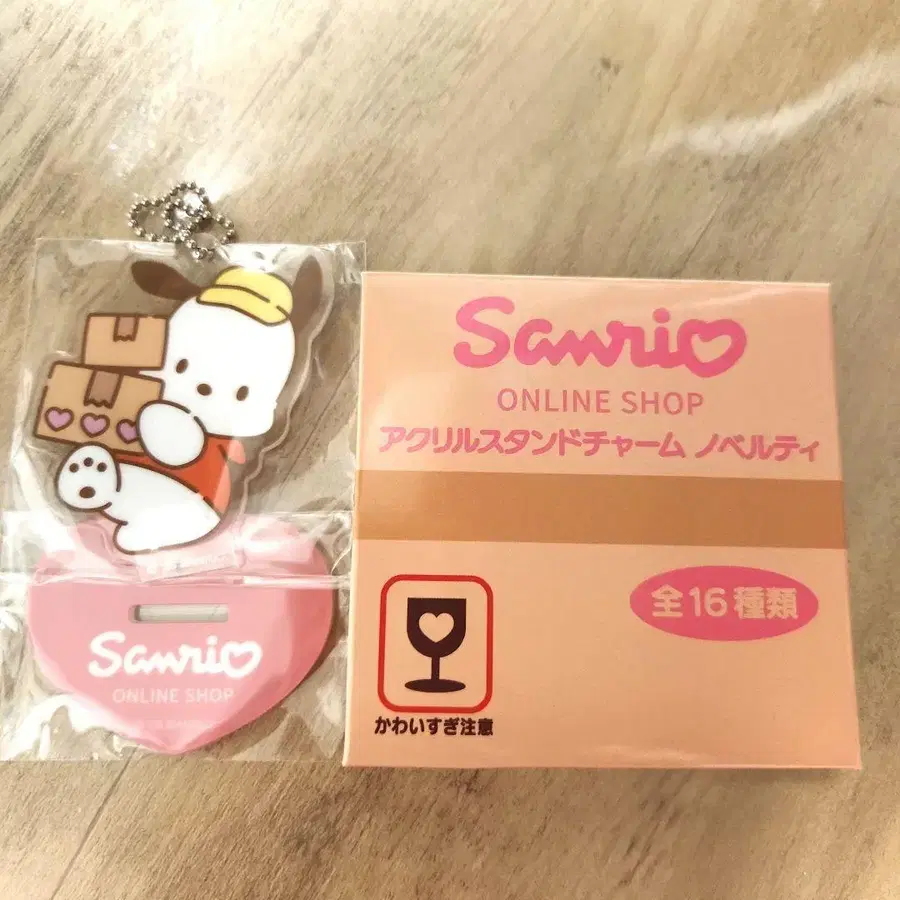 Sanrio
ONLINE SHOP
Sanrio
ONLINE SHOP
アクリルスタンドチャーム ノベルティ
全16種類
かわいすぎ注意